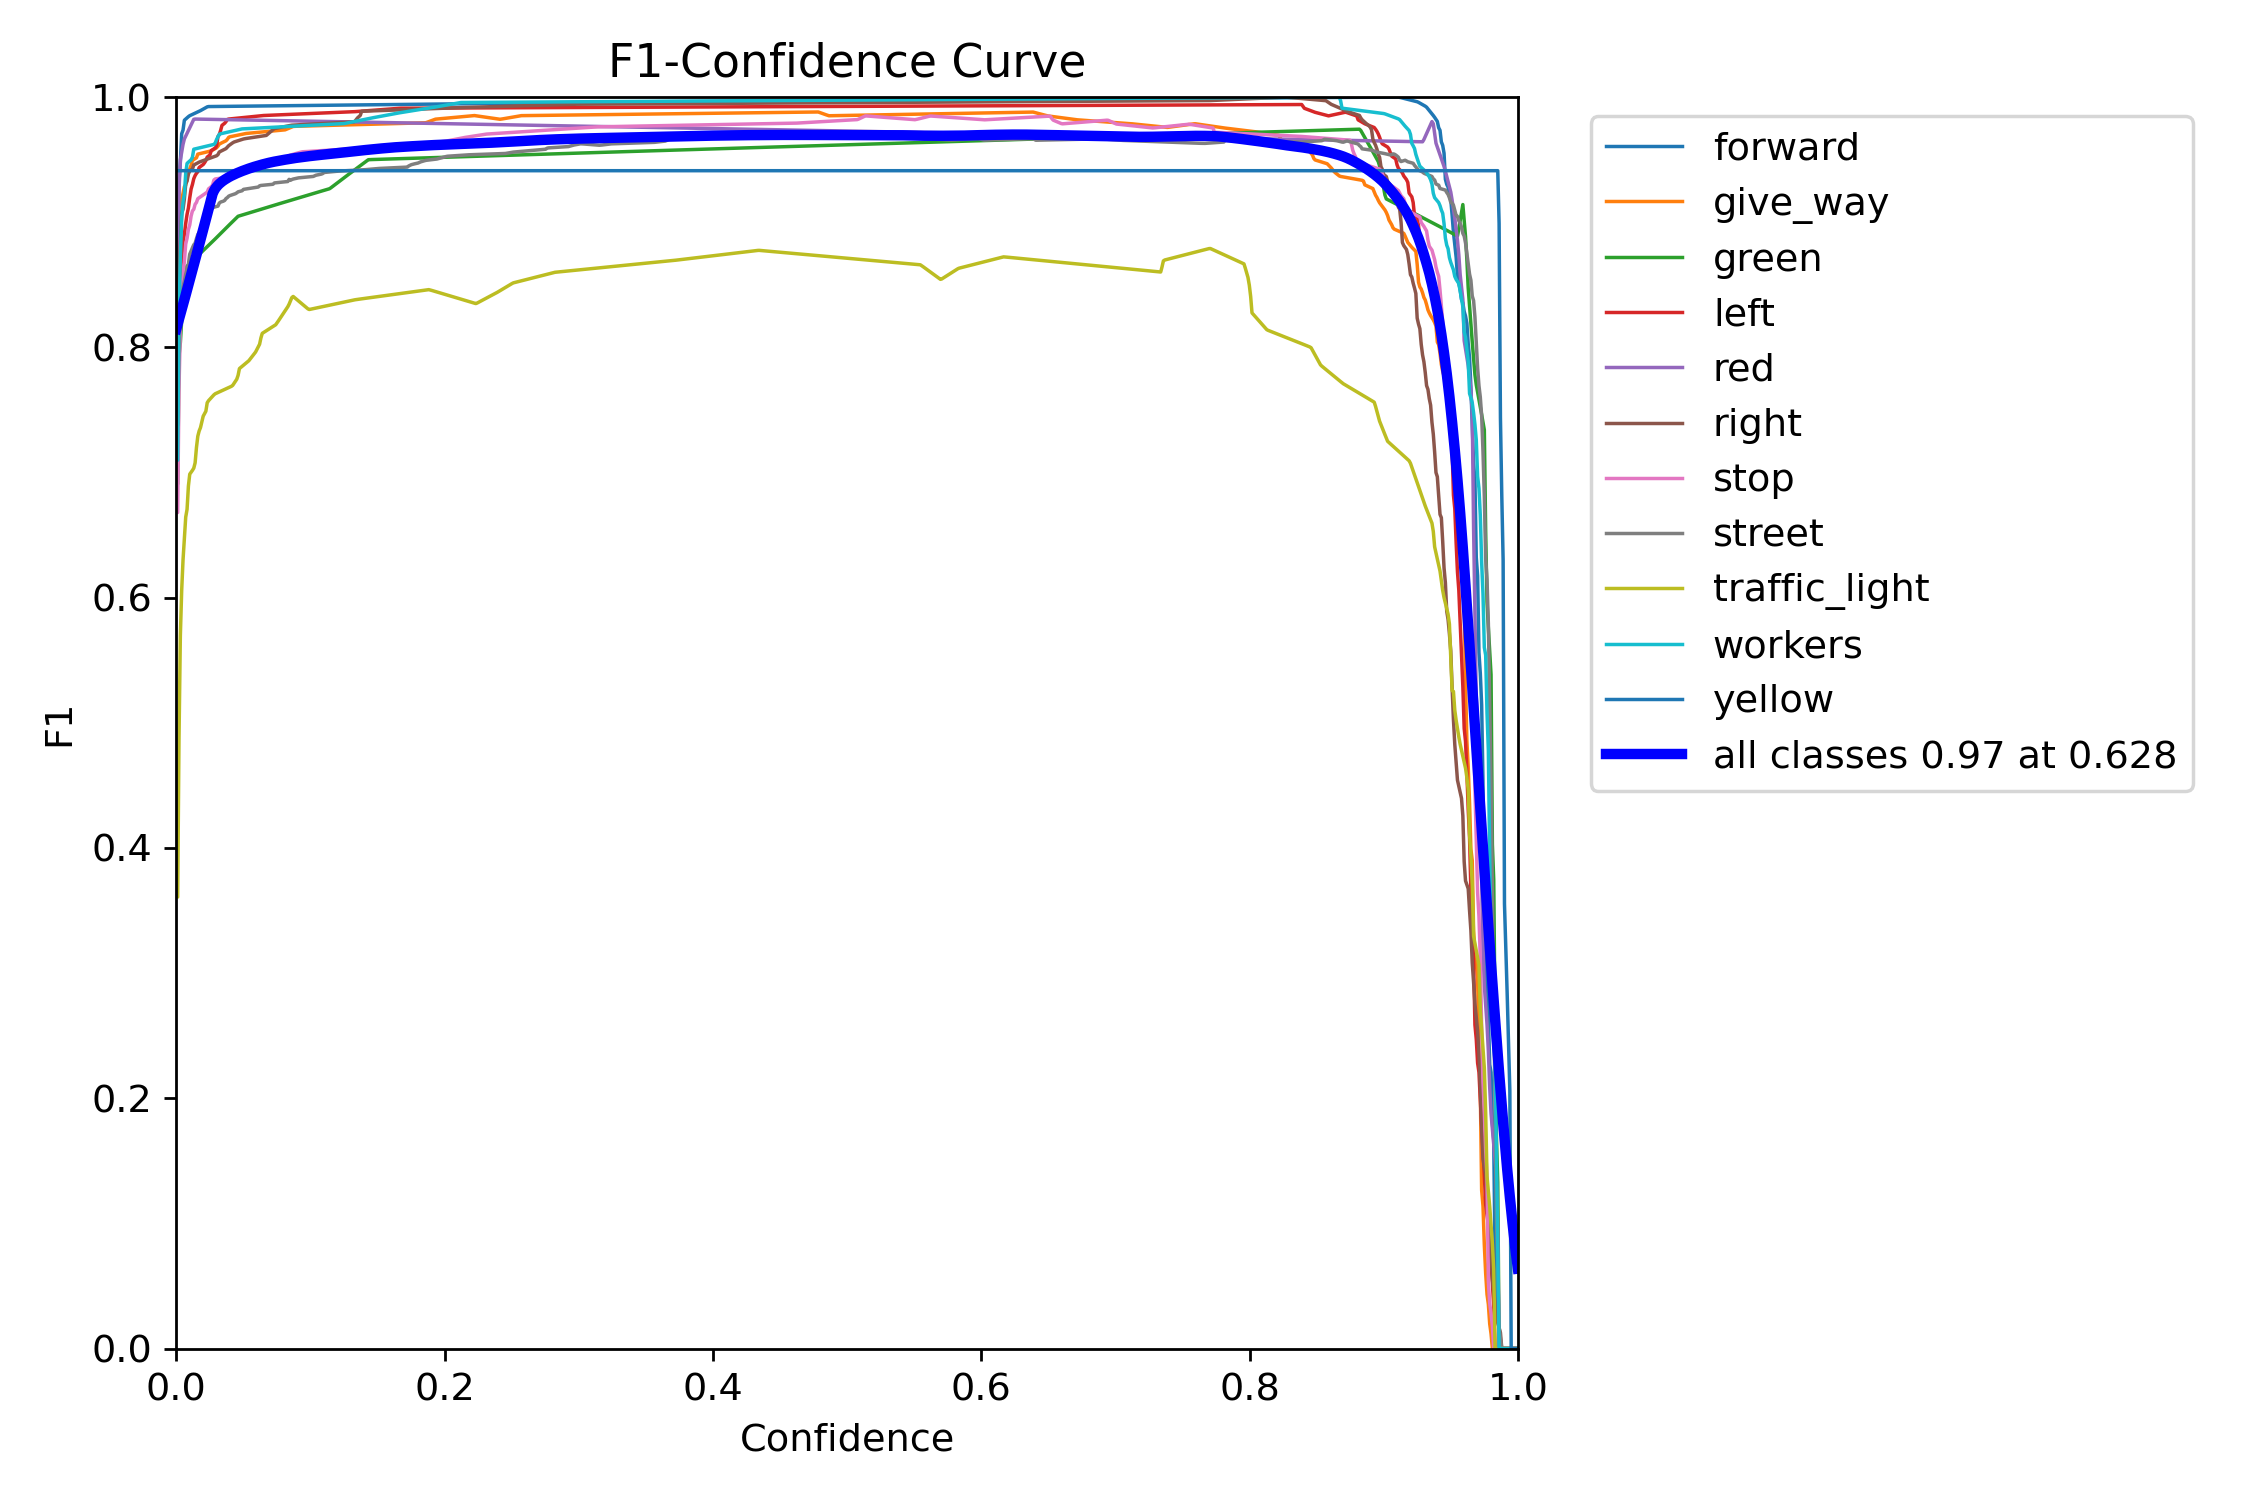 F1-Confidence Curve
1.0
0.8
0.6
0.4
0.2
0.0
F1
0.0 0.2 0.4 0.6 0.8 1.0
Confidence
forward
give_way
green
left
red
right
stop
street
traffic_light
workers
yellow
all classes 0.97 at 0.628